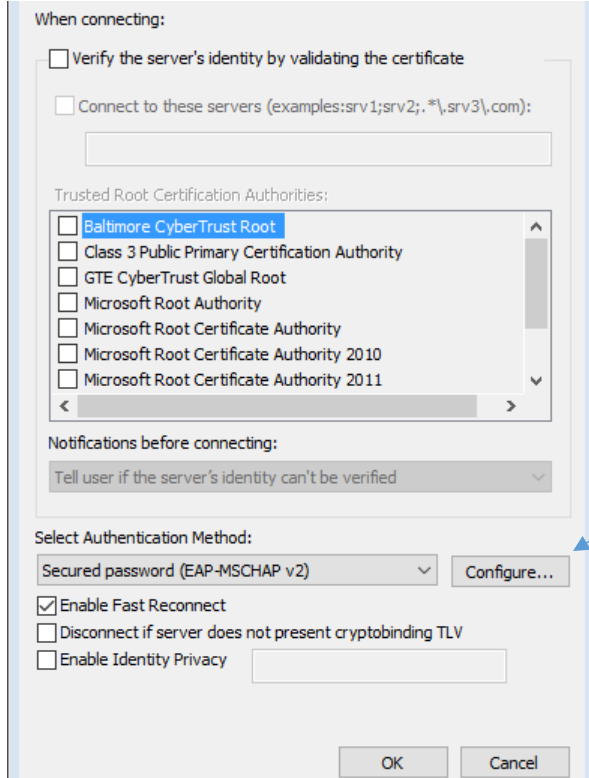 When connecting:
Verify the server's identity by validating the certificate
Connect to these servers (examples:srv1;srv2;.*\.srv3\.com):
Trusted Root Certification Authorities:
Baltimore CyberTrust Root
Class 3 Public Primary Certification Authority
GTE CyberTrust Global Root
Microsoft Root Authority
Microsoft Root Certificate Authority
Microsoft Root Certificate Authority 2010
Microsoft Root Certificate Authority 2011
Notifications before connecting:
Tell user if the server's identity can't be verified
Select Authentication Method:
Secured password (EAP-MSCHAP v2) Configure...
Enable Fast Reconnect
Disconnect if server does not present cryptobinding TLV
Enable Identity Privacy
OK Cancel